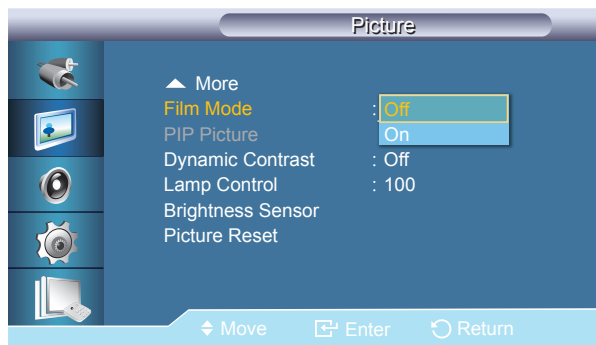 Picture
More
Film Mode : Off
On
PIP Picture
Dynamic Contrast : Off
Lamp Control : 100
Brightness Sensor
Picture Reset
Move Enter Return